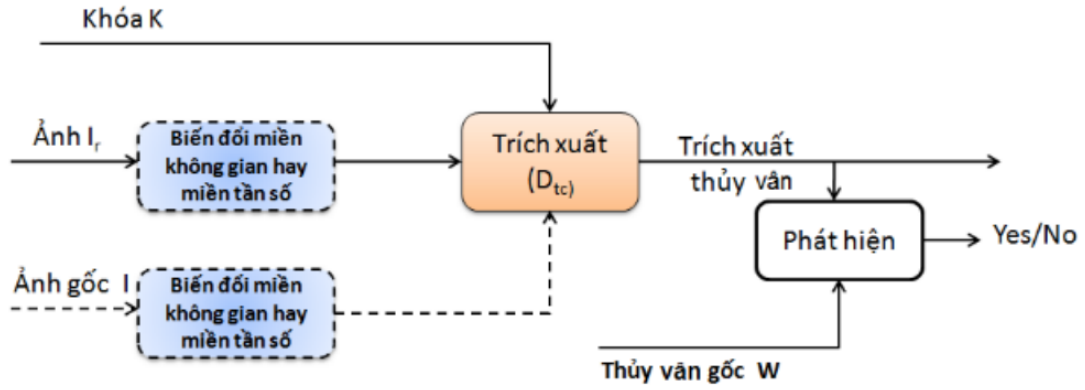 Khóa K
Ảnh Iᵣ
Biến đổi miền
không gian hay
miền tần số
Trích xuất
(Dtc)
Trích xuất
thủy vân
Phát hiện
Yes/No
Ảnh gốc I
Biến đổi miền
không gian hay
miền tần số
Thủy vân gốc W